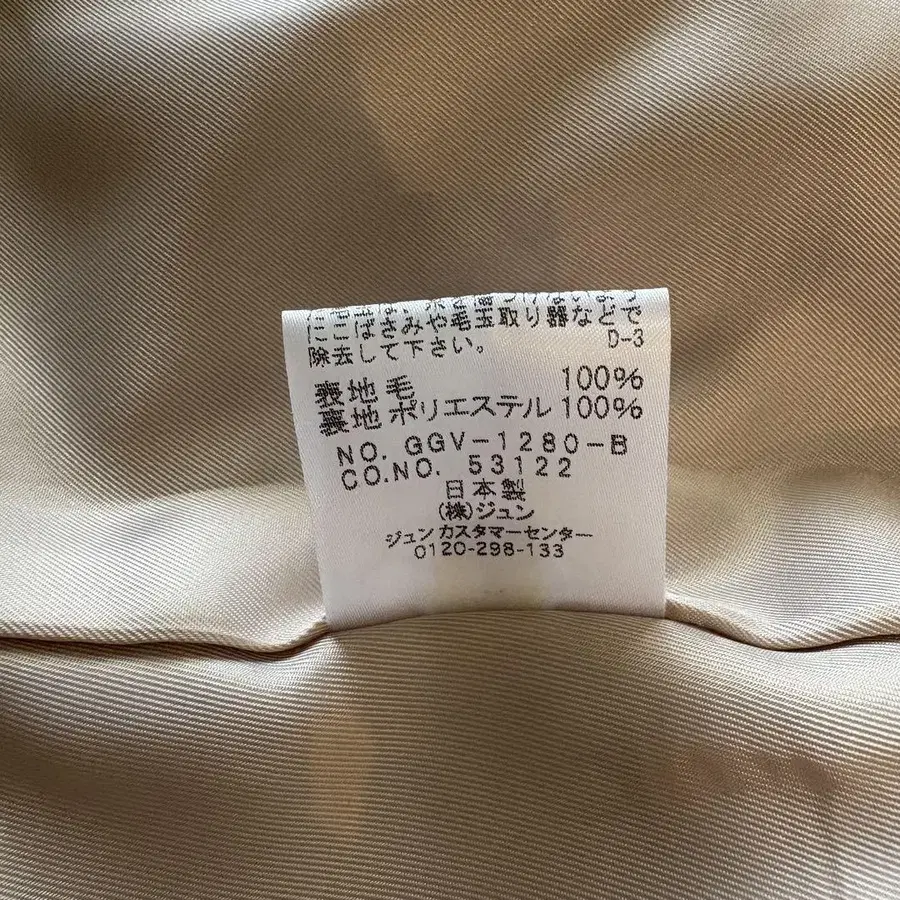 にこばさみや毛玉取り器などで
除去して下さい。 D-3
表地 毛 100%
裏地 ポリエステル 100%
NO. GGV-1280-B
CO.NO. 53122
日本製
(株)ジュン
ジュンカスタマーセンター
0120-298-133